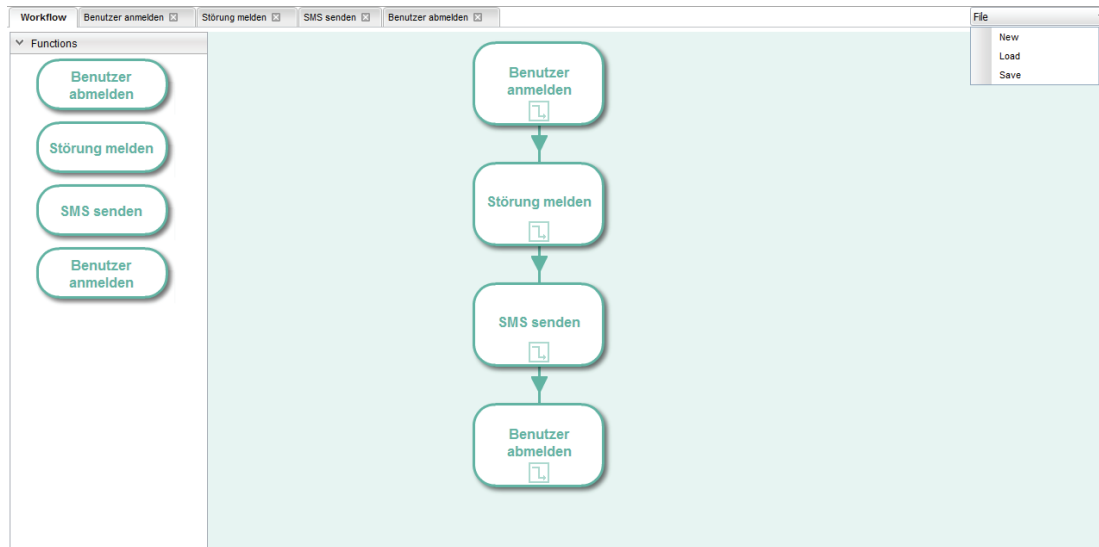 Workflow
Benutzer anmelden
Störung melden
SMS senden
Benutzer abmelden
File
New
Load
Save
Functions
Benutzer
abmelden
Störung melden
SMS senden
Benutzer
anmelden
Benutzer
anmelden
Störung melden
SMS senden
Benutzer
abmelden